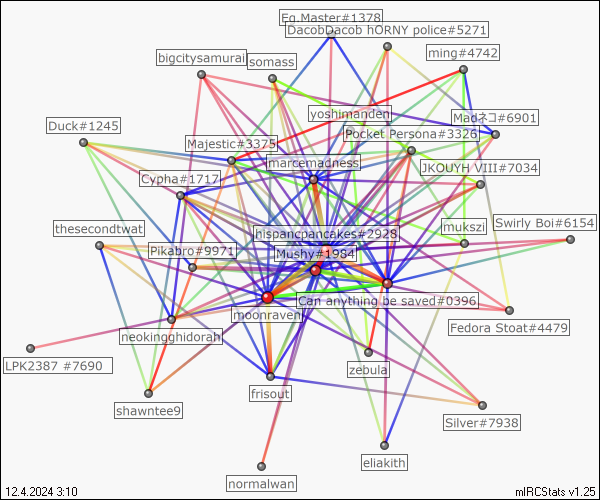 Eg.Master#1378
DacobDacob hORNY police#5271
ming#4742
bigcitysamurai
somass
yoshimanden
Madネコ#6901
Duck#1245
Pocket Persona#3326
Majestic#3375
marcemadness
JKOUYH VIII#7034
Cypha#1717
thesecondtwat
hispanicpancakes#2928
mukszi
Swirly Boi#6154
Pikabro#9971
Mushy#1984
Can anything be saved#0396
moonraven
Fedora Stoat#4479
neokingghidorah
LPK2387 #7690
zebula
frisout
shawntee9
Silver#7938
eliakith
normalwan
12.4.2024 3:10
mIRCStats v1.25